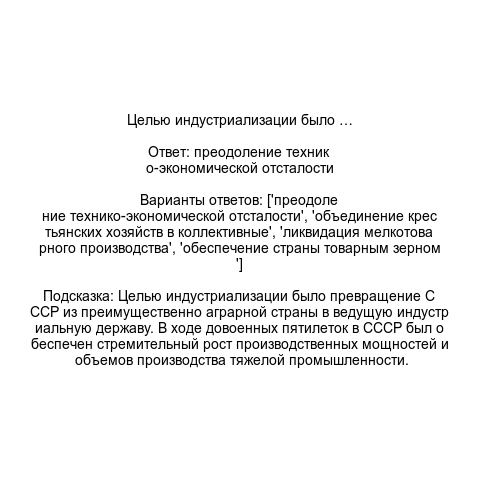 Целью индустриализации было …
Ответ: преодоление техник
о-экономической отсталости
Варианты ответов: ['преодоле
ние технико-экономической отсталости', 'объединение крес
тьянских хозяйств в коллективные', 'ликвидация мелкотова
рного производства', 'обеспечение страны товарным зерном
']
Подсказка: Целью индустриализации было превращение С
ССР из преимущественно аграрной страны в ведущую индустр
иальную державу. В ходе довоенных пятилеток в СССР был о
беспечен стремительный рост производственных мощностей и
объемов производства тяжелой промышленности.